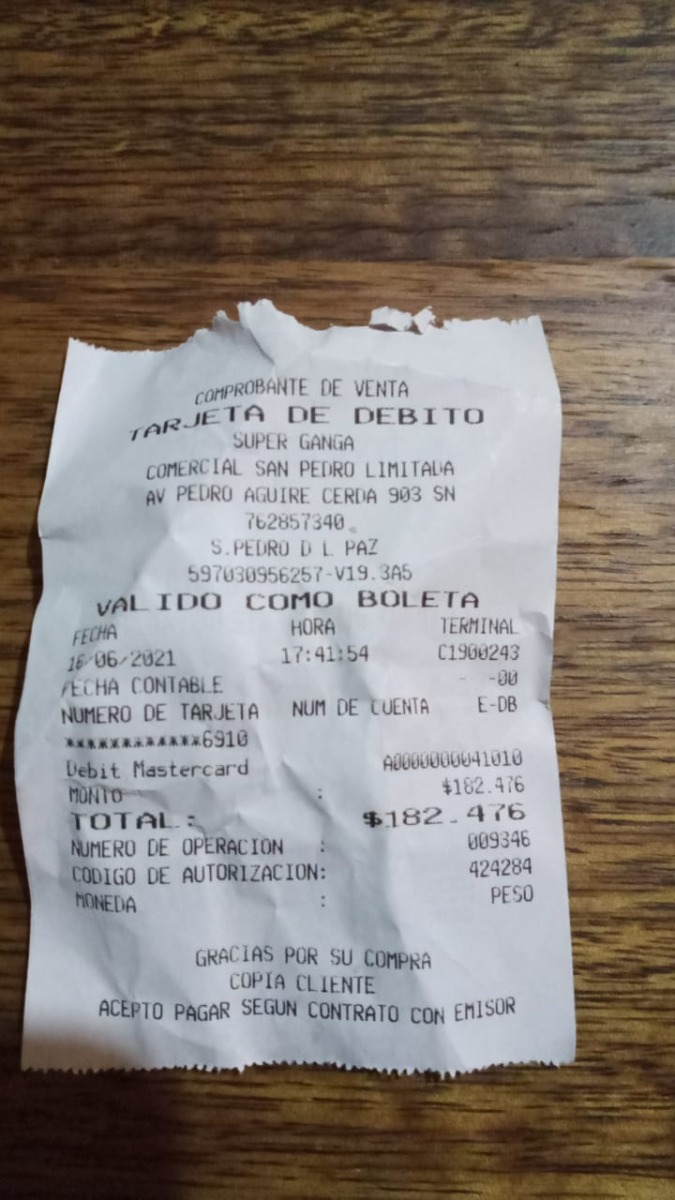 COMPROBANTE DE VENTA
TARJETA DE DEBITO
SUPER GANGA
COMERCIAL SAN PEDRO LIMITADA
AV PEDRO AGUIRE CERDA 903 SN
762857340
S.PEDRO D L PAZ
597030956257-V19.3A5
VALIDO COMO BOLETA
FECHA HORA TERMINAL
16/06/2021 17:41:54 C1900243
FECHA CONTABLE - -00
NUMERO DE TARJETA NUM DE CUENTA E-DB
************6910
Debit Mastercard A0000000041010
MONTO : $182.476
TOTAL: $182.476
NUMERO DE OPERACION : 009346
CODIGO DE AUTORIZACION: 424284
MONEDA : PESO
GRACIAS POR SU COMPRA
COPIA CLIENTE
ACEPTO PAGAR SEGUN CONTRATO CON EMISOR